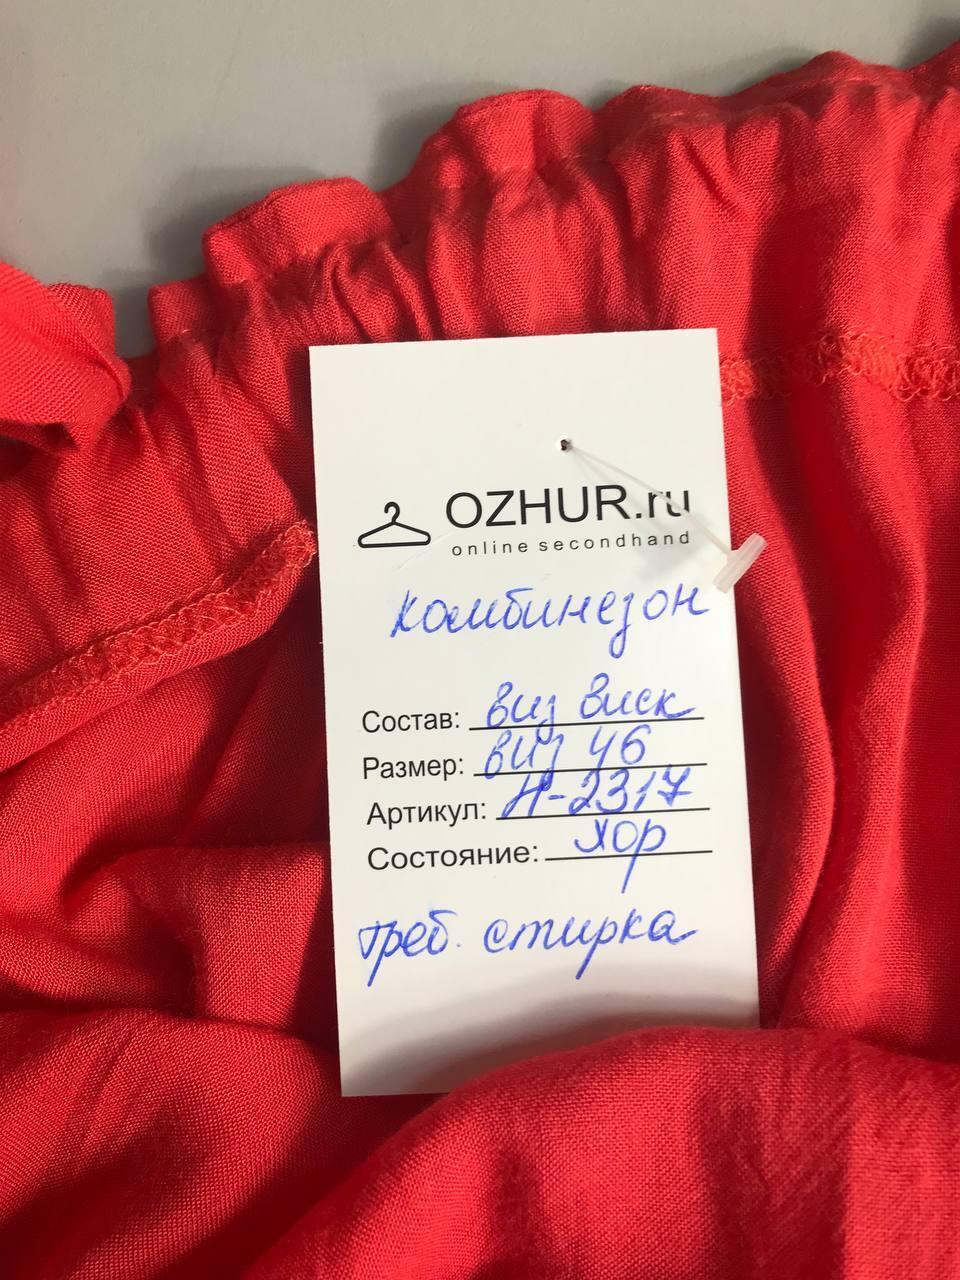 OZHUR.ru
online secondhand
комбинезон
Состав: виз виск
Размер: виз 46
Артикул: Н-2317
Состояние: хор
треб. стирка